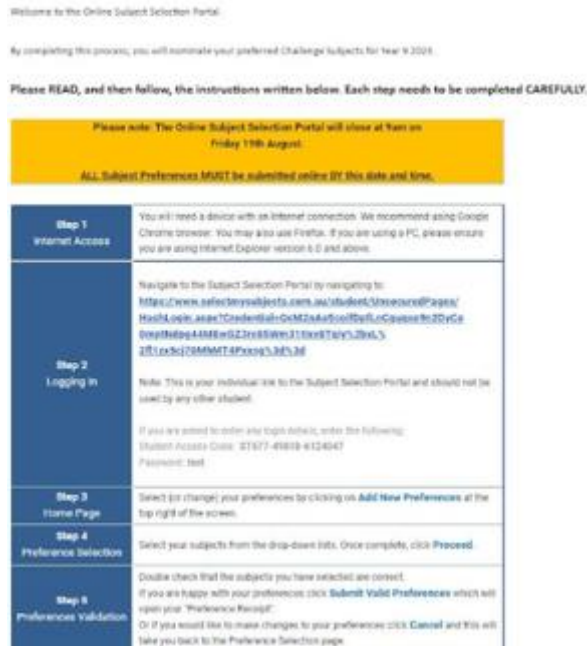 Welcome to the Online Subject Selection Portal
By completing this process, you will nominate your preferred Challenge Subjects for Year 9 2023.
Please READ, and then follow, the instructions written below. Each step needs to be completed CAREFULLY.
Please note: The Online Subject Selection Portal will close at 9am on
Friday 19th August.
ALL Subject Preferences MUST be submitted online BY this date and time.
Step 1
Internet Access
You will need a device with an Internet connection. We recommend using Google
Chrome browser. You may also use Firefox. If you are using a PC, please ensure
you are using Internet Explorer version 6.0 and above.
Step 2
Logging In
Navigate to the Subject Selection Portal by navigating to:
https://www.selectmysubjects.com.au/student/UnsecuredPages/
Note: This is your individual link to the Subject Selection Portal and should not be
used by any other student.
If you are asked to enter any login details, enter the following:
Student Access Code:
Password:
Step 3
Home Page
Select (or change) your preferences by clicking on Add New Preferences at the
top right of the screen.
Step 4
Preference Selection
Select your subjects from the drop-down lists. Once complete, click Proceed.
Step 5
Preferences Validation
Double check that the subjects you have selected are correct.
If you are happy with your preferences click Submit Valid Preferences which will
open your "Preference Receipt".
Or if you would like to make changes to your preferences click Cancel and this will
take you back to the Preference Selection page.